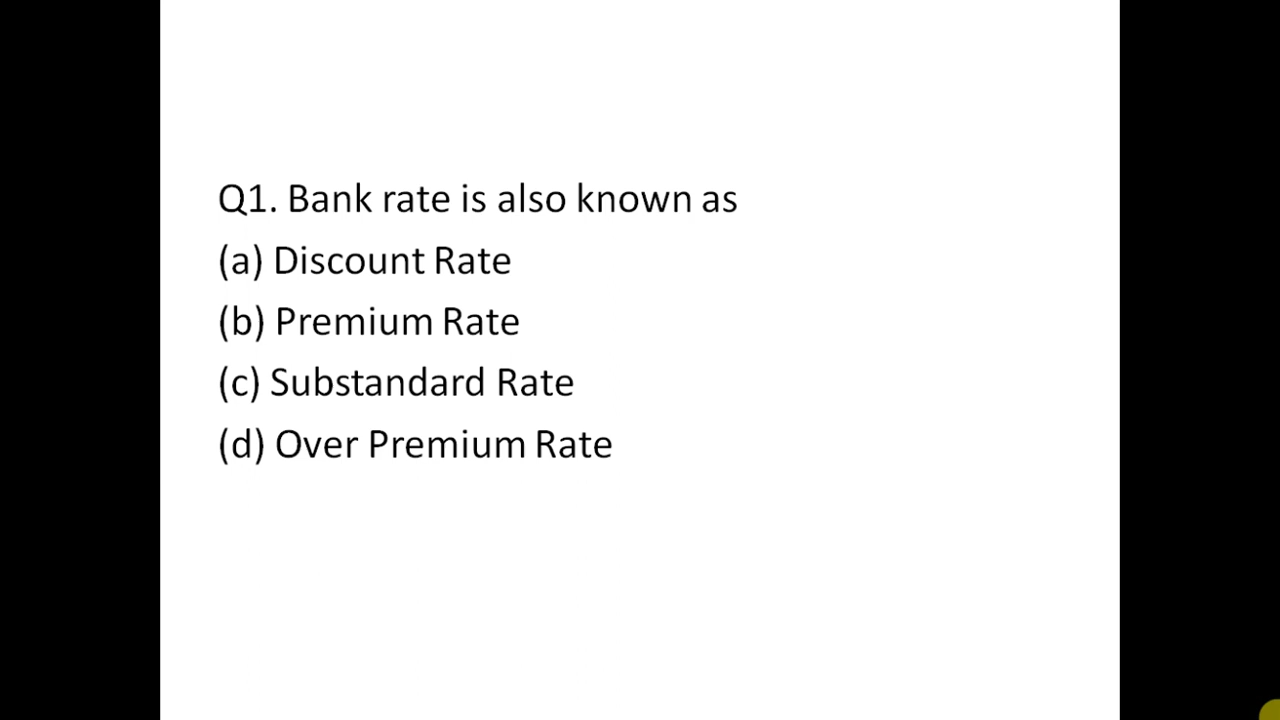 Q1. Bank rate is also known as
(a) Discount Rate
(b) Premium Rate
(c) Substandard Rate
(d) Over Premium Rate